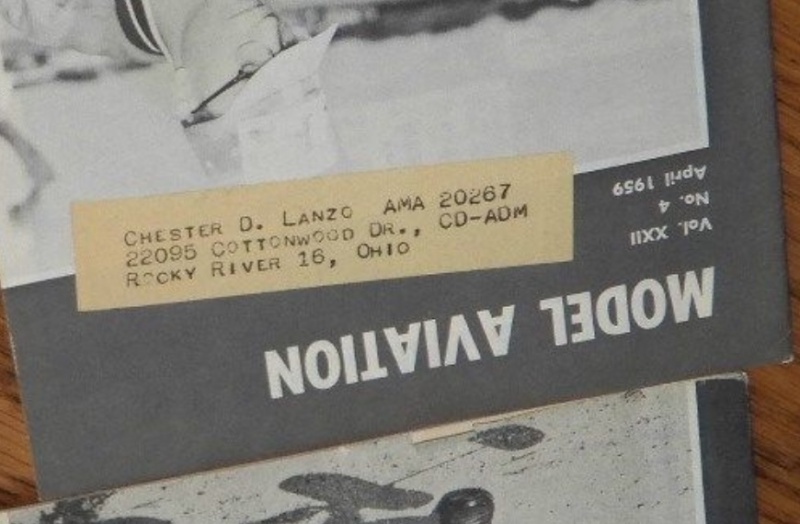 CHESTER D. LANZO AMA 20267
22095 COTTONWOOD DR., CD-ADM
ROCKY RIVER 16, OHIO
MODEL AVIATION
Vol. XXII
No. 4
April 1959